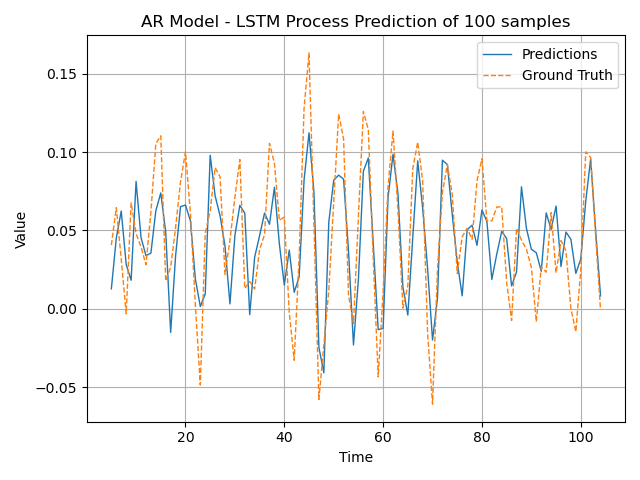 AR Model - LSTM Process Prediction of 100 samples
Predictions
Ground Truth
0.15
0.10
0.05
0.00
−0.05
Value
20 40 60 80 100
Time